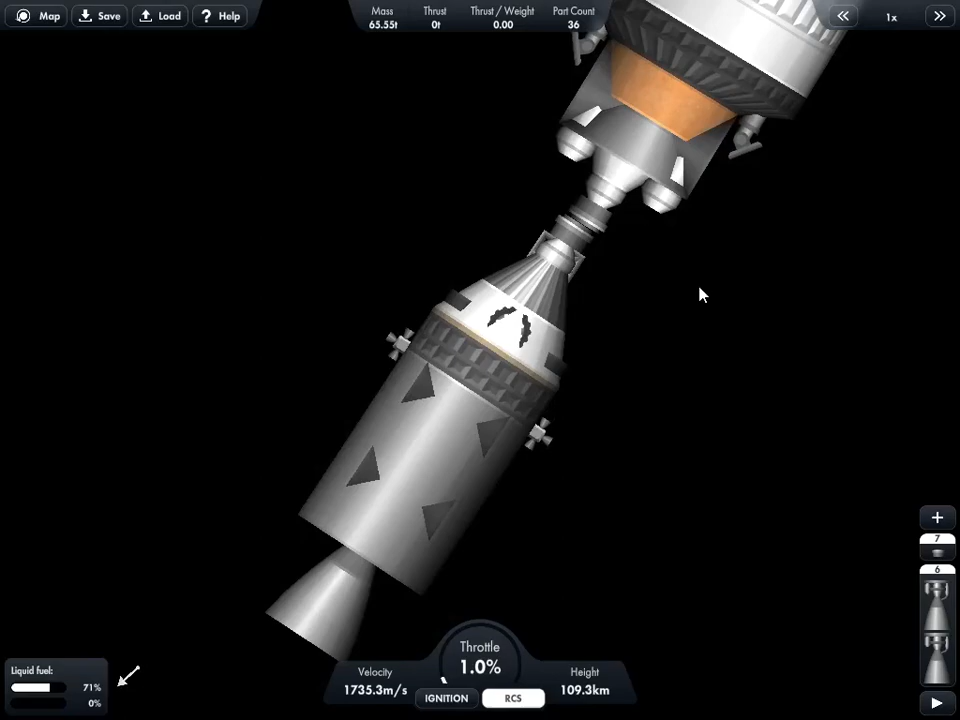 Map
Save
Load
? Help
Mass
65.55t
Thrust
0t
Thrust / Weight
0.00
Part Count
36
1x
7
6
Liquid fuel:
71%
0%
Throttle
1.0%
Velocity
1735.3m/s
Height
109.3km
IGNITION
RCS